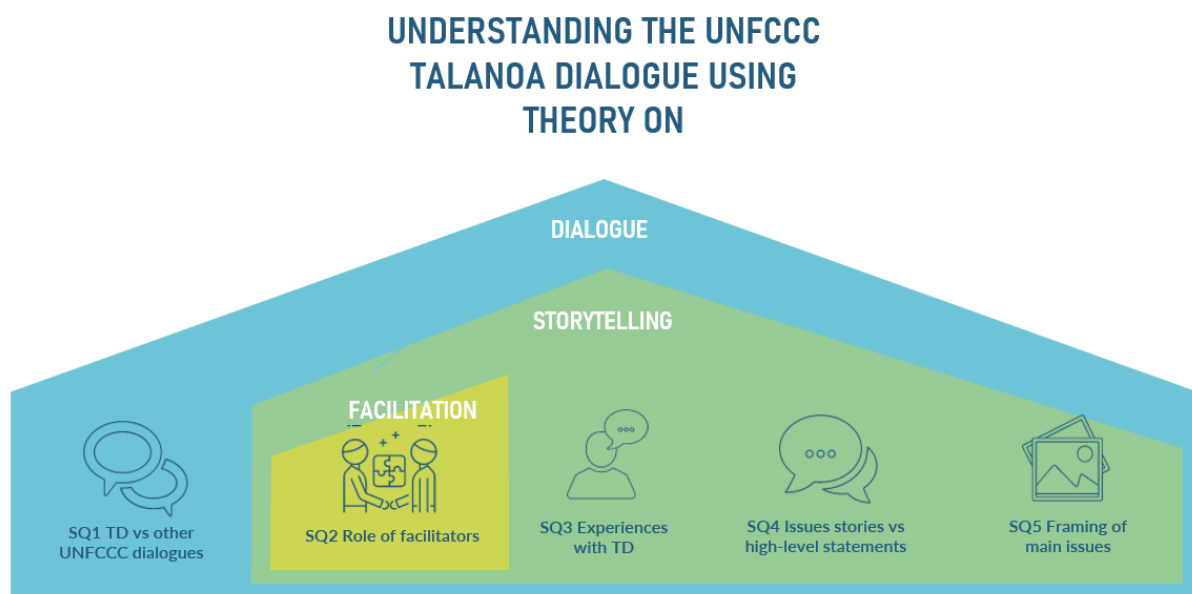 UNDERSTANDING THE UNFCCC
TALANOA DIALOGUE USING
THEORY ON
DIALOGUE
STORYTELLING
FACILITATION
SQ1 TD vs other
UNFCCC dialogues
SQ2 Role of facilitators
SQ3 Experiences
with TD
SQ4 Issues stories vs
high-level statements
SQ5 Framing of
main issues